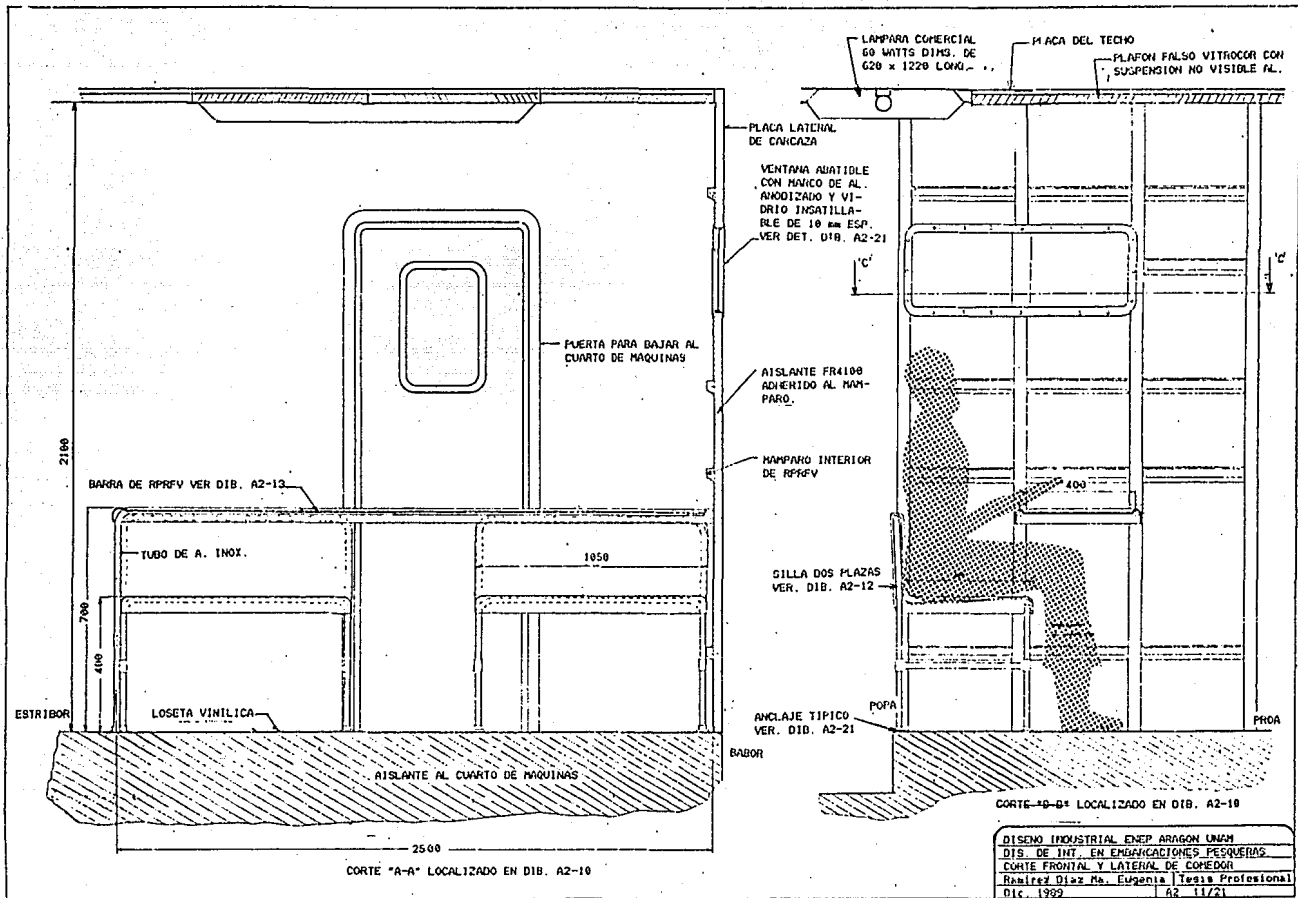 LAMPARA COMERCIAL
60 WATTS DIMS. DE
620 x 1220 LONG.
PLACA DEL TECHO
PLAFON FALSO VITROCOR CON
SUSPENSION NO VISIBLE AL.
PLACA LATERAL
DE CARCAZA
VENTANA ABATIBLE
CON MARCO DE AL.
ANODIZADO Y VI-
DRIO INSATILLA-
BLE DE 10 mm ESP.
VER DET. DIB. A2-21
'C'
'C'
PUERTA PARA BAJAR AL
CUARTO DE MAQUINAS
AISLANTE FR4100
ADHERIDO AL MAM-
PARO.
MAMPARO INTERIOR
DE RPRFV
2100
BARRA DE RPRFV VER DIB. A2-13
400
TUBO DE A. INOX.
1050
SILLA DOS PLAZAS
VER. DIB. A2-12
700
400
ESTRIBOR
LOSETA VINILICA
POPA
ANCLAJE TIPICO
VER. DIB. A2-21
PROA
BABOR
AISLANTE AL CUARTO DE MAQUINAS
2500
CORTE "A-A" LOCALIZADO EN DIB. A2-10
CORTE "B-B" LOCALIZADO EN DIB. A2-10
DISENO INDUSTRIAL ENEP ARAGON UNAM
DIS. DE INT. EN EMBARCACIONES PESQUERAS
CORTE FRONTAL Y LATERAL DE COMEDOR
Ramirez Diaz Ma. Eugenia Tesis Profesional
Dic. 1989 A2 11/21